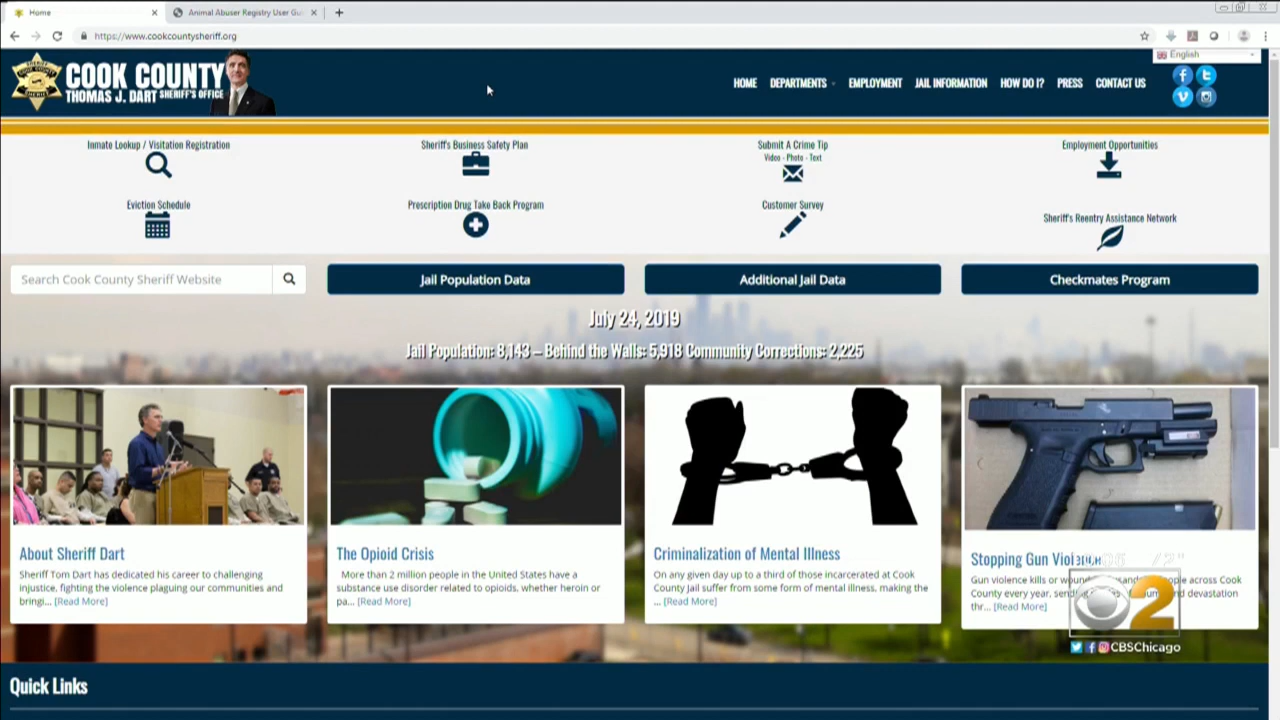 Home
Animal Abuser Registry User Gui
https://www.cookcountysheriff.org
English
COOK COUNTY
THOMAS J. DART SHERIFF'S OFFICE
HOME DEPARTMENTS EMPLOYMENT JAIL INFORMATION HOW DO I? PRESS CONTACT US
Inmate Lookup / Visitation Registration
Sheriff's Business Safety Plan
Submit A Crime Tip
Video - Photo - Text
Employment Opportunities
Eviction Schedule
Prescription Drug Take Back Program
Customer Survey
Sheriff's Reentry Assistance Network
Search Cook County Sheriff Website
Jail Population Data
Additional Jail Data
Checkmates Program
July 24, 2019
Jail Population: 8,143 – Behind the Walls: 5,918 Community Corrections: 2,225
About Sheriff Dart
Sheriff Tom Dart has dedicated his career to challenging
injustice, fighting the violence plaguing our communities and
bringi... [Read More]
The Opioid Crisis
More than 2 million people in the United States have a
substance use disorder related to opioids, whether heroin or
pa... [Read More]
Criminalization of Mental Illness
On any given day up to a third of those incarcerated at Cook
County Jail suffer from some form of mental illness, making the
... [Read More]
Stopping Gun Violence
Gun violence kills or wounds people across Cook
County every year, and devastation
thr... [Read More]
2
CBSChicago
Quick Links